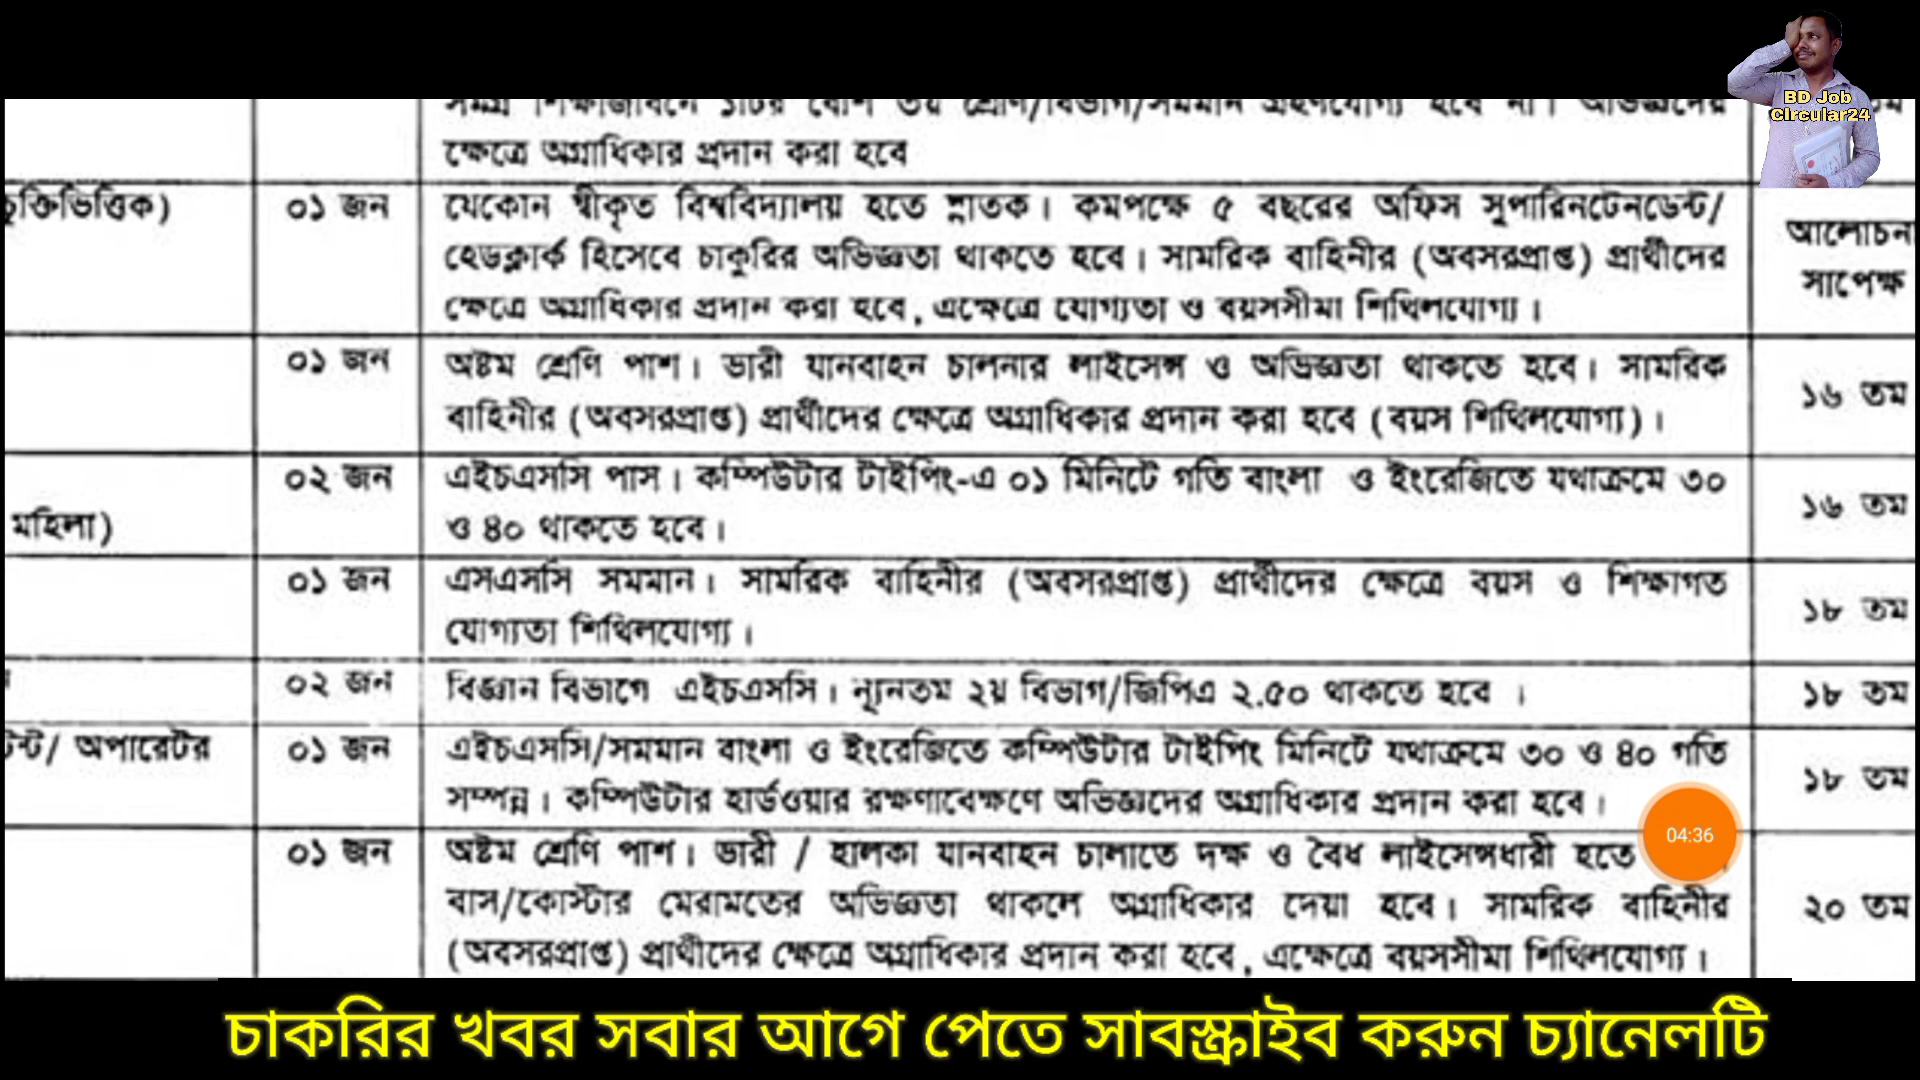 ক্ষেত্রে অগ্রাধিকার প্রদান করা হবে
BD Job
Circular24
চুক্তিভিত্তিক)
০১ জন
যেকোন স্বীকৃত বিশ্ববিদ্যালয় হতে স্নাতক। কমপক্ষে ৫ বছরের অফিস সুপারিনটেনডেন্ট/
হেডক্লার্ক হিসেবে চাকুরির অভিজ্ঞতা থাকতে হবে। সামরিক বাহিনীর (অবসরপ্রাপ্ত) প্রার্থীদের
ক্ষেত্রে অগ্রাধিকার প্রদান করা হবে, এক্ষেত্রে যোগ্যতা ও বয়সসীমা শিথিলযোগ্য।
আলোচনা
সাপেক্ষ
০১ জন
অষ্টম শ্রেণি পাশ। ভারী যানবাহন চালনার লাইসেন্স ও অভিজ্ঞতা থাকতে হবে। সামরিক
বাহিনীর (অবসরপ্রাপ্ত) প্রার্থীদের ক্ষেত্রে অগ্রাধিকার প্রদান করা হবে (বয়স শিথিলযোগ্য)।
১৬ তম
মহিলা)
০২ জন
এইচএসসি পাস। কম্পিউটার টাইপিং-এ ০১ মিনিটে গতি বাংলা ও ইংরেজিতে যথাক্রমে ৩০
ও ৪০ থাকতে হবে।
১৬ তম
০১ জন
এসএসসি সমমান। সামরিক বাহিনীর (অবসরপ্রাপ্ত) প্রার্থীদের ক্ষেত্রে বয়স ও শিক্ষাগত
যোগ্যতা শিথিলযোগ্য।
১৮ তম
০২ জন
বিজ্ঞান বিভাগে এইচএসসি। ন্যূনতম ২য় বিভাগ/জিপিএ ২.৫০ থাকতে হবে ।
১৮ তম
টন্ট/ অপারেটর
০১ জন
এইচএসসি/সমমান বাংলা ও ইংরেজিতে কম্পিউটার টাইপিং মিনিটে যথাক্রমে ৩০ ও ৪০ গতি
সম্পন্ন। কম্পিউটার হার্ডওয়ার রক্ষণাবেক্ষণে অভিজ্ঞদের অগ্রাধিকার প্রদান করা হবে।
১৮ তম
04:36
০১ জন
অষ্টম শ্রেণি পাশ। ভারী / হালকা যানবাহন চালাতে দক্ষ ও বৈধ লাইসেন্সধারী হতে
বাস/কোস্টার মেরামতের অভিজ্ঞতা থাকলে অগ্রাধিকার দেয়া হবে। সামরিক বাহিনীর
(অবসরপ্রাপ্ত) প্রার্থীদের ক্ষেত্রে অগ্রাধিকার প্রদান করা হবে, এক্ষেত্রে বয়সসীমা শিথিলযোগ্য।
২০ তম
চাকরির খবর সবার আগে পেতে সাবস্ক্রাইব করুন চ্যানেলটি